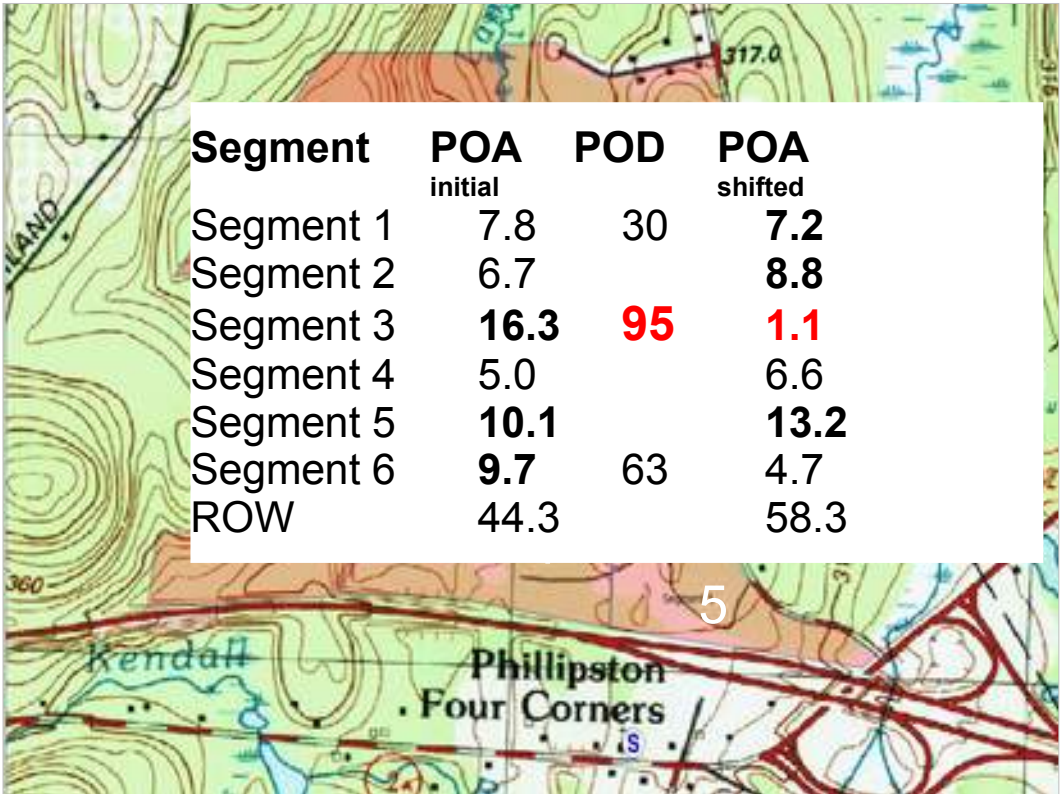 317.0
Segment POA POD POA
initial shifted
Segment 1 7.8 30 7.2
Segment 2 6.7 8.8
Segment 3 16.3 95 1.1
Segment 4 5.0 6.6
Segment 5 10.1 13.2
Segment 6 9.7 63 4.7
ROW 44.3 58.3
360
5
Kendall
Phillipston
Four Corners
S